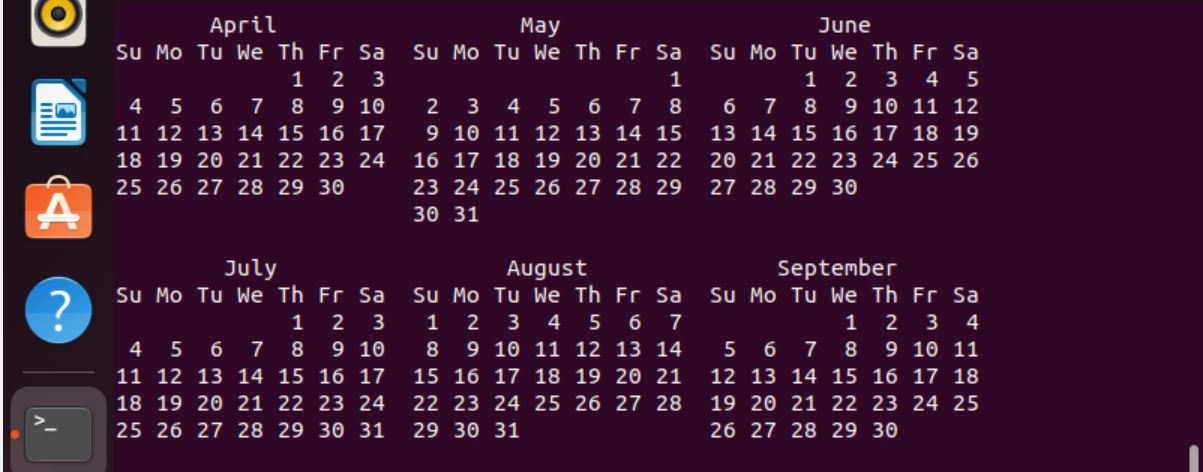 April                  May                   June
Su Mo Tu We Th Fr Sa  Su Mo Tu We Th Fr Sa  Su Mo Tu We Th Fr Sa
             1  2  3                     1         1  2  3  4  5
 4  5  6  7  8  9 10   2  3  4  5  6  7  8   6  7  8  9 10 11 12
11 12 13 14 15 16 17   9 10 11 12 13 14 15  13 14 15 16 17 18 19
18 19 20 21 22 23 24  16 17 18 19 20 21 22  20 21 22 23 24 25 26
25 26 27 28 29 30     23 24 25 26 27 28 29  27 28 29 30
                      30 31
        July                 August              September
Su Mo Tu We Th Fr Sa  Su Mo Tu We Th Fr Sa  Su Mo Tu We Th Fr Sa
             1  2  3   1  2  3  4  5  6  7            1  2  3  4
 4  5  6  7  8  9 10   8  9 10 11 12 13 14   5  6  7  8  9 10 11
11 12 13 14 15 16 17  15 16 17 18 19 20 21  12 13 14 15 16 17 18
18 19 20 21 22 23 24  22 23 24 25 26 27 28  19 20 21 22 23 24 25
25 26 27 28 29 30 31  29 30 31              26 27 28 29 30